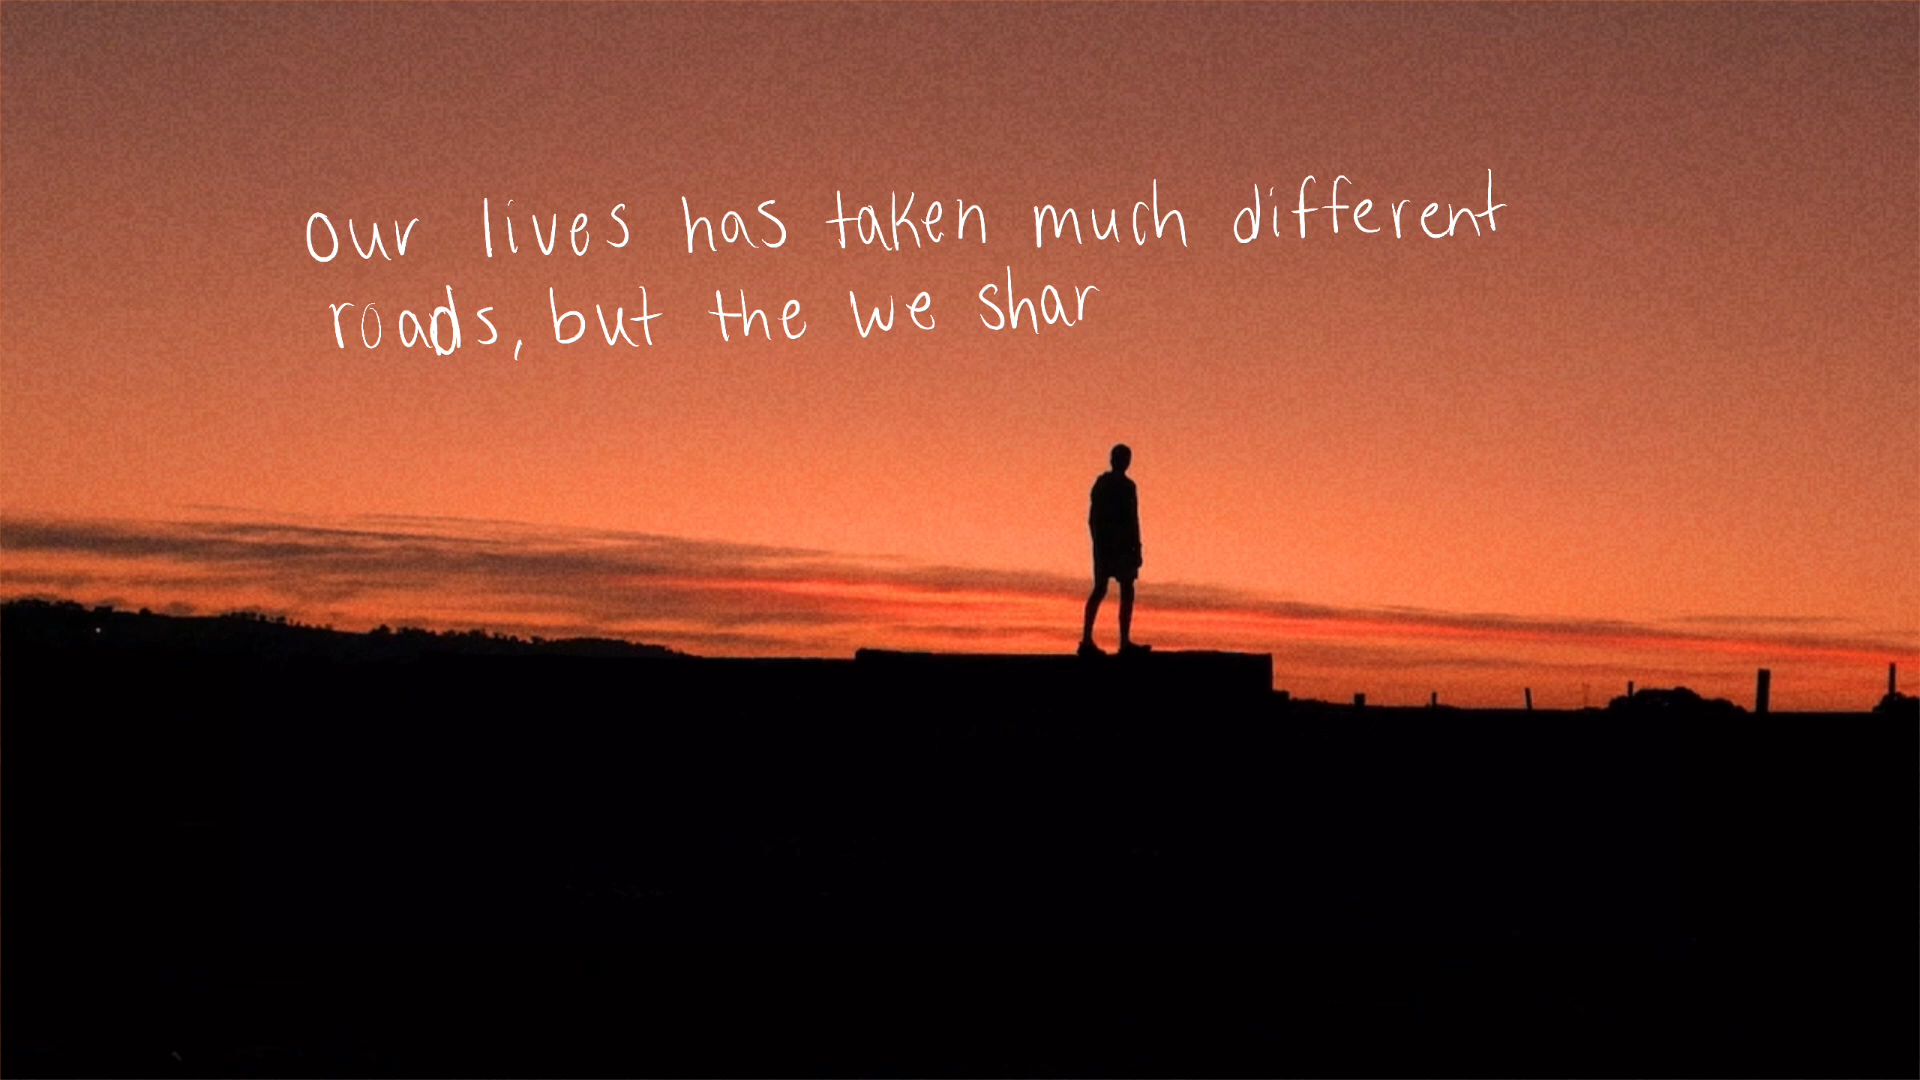 Our lives has taken much different
roads, but the we shar